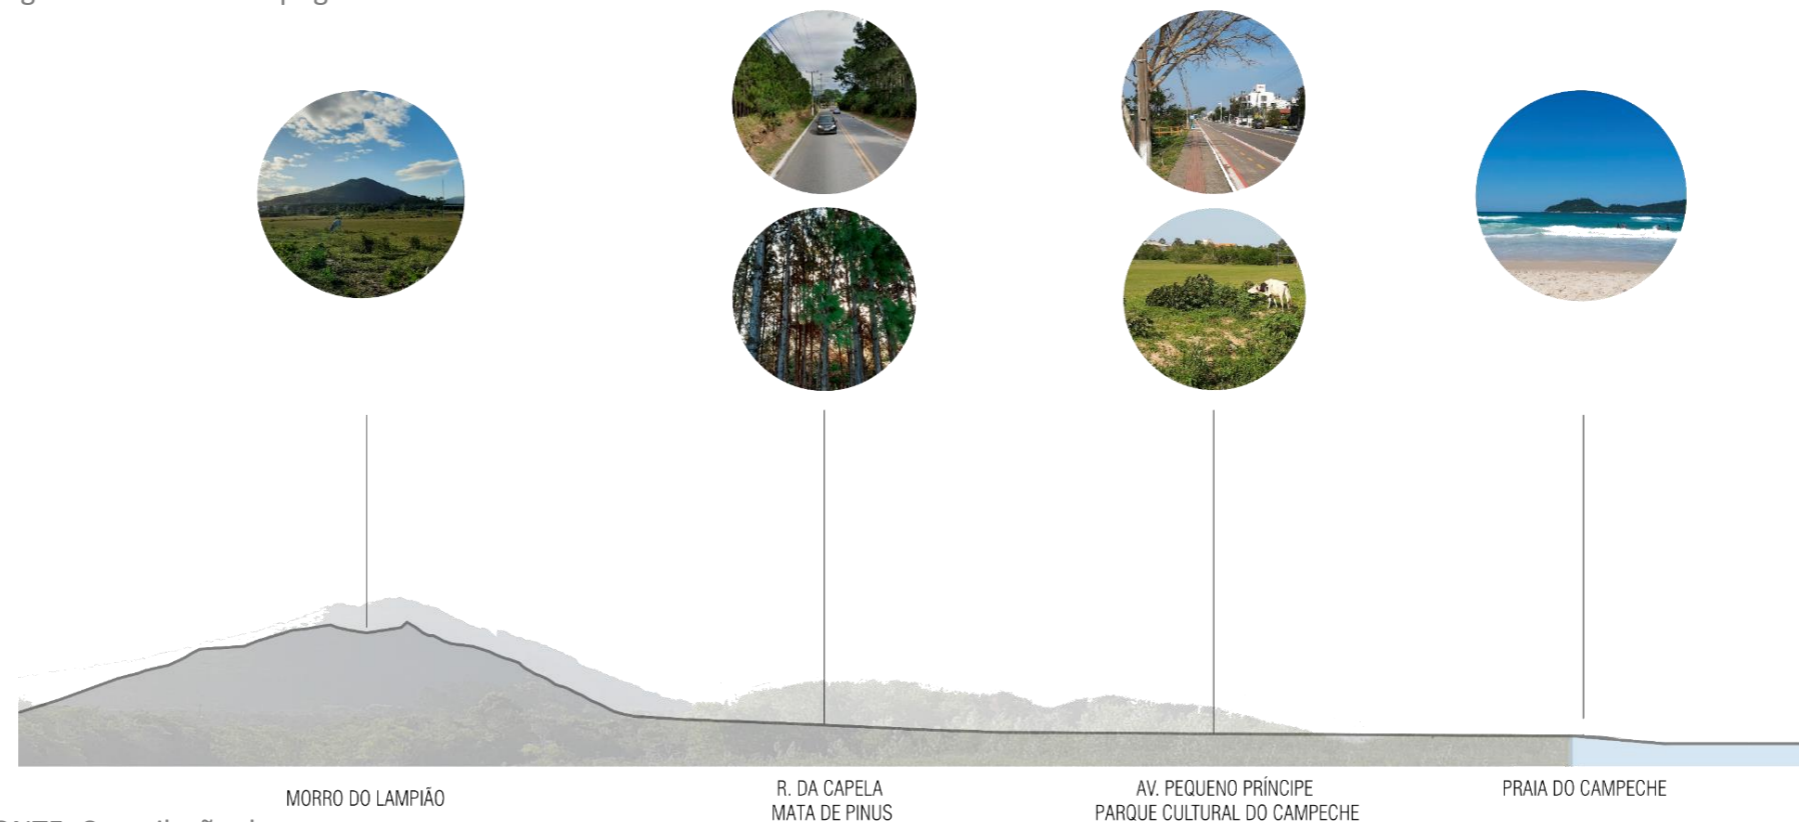 MORRO DO LAMPIÃO
R. DA CAPELA
MATA DE PINUS
AV. PEQUENO PRÍNCIPE
PARQUE CULTURAL DO CAMPECHE
PRAIA DO CAMPECHE